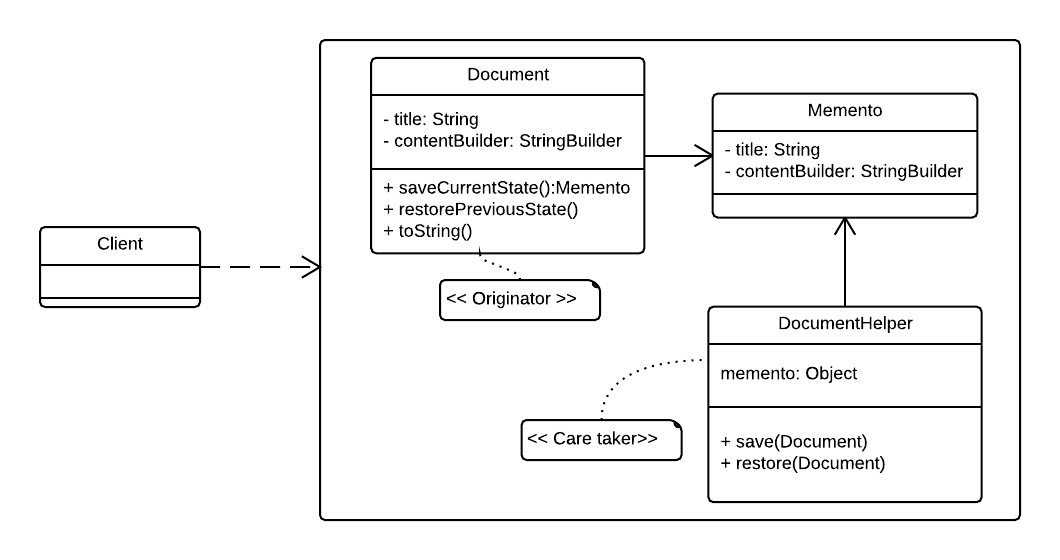 Document
- title: String
- contentBuilder: StringBuilder
+ saveCurrentState():Memento
+ restorePreviousState()
+ toString()
Memento
- title: String
- contentBuilder: StringBuilder
Client
<< Originator >>
DocumentHelper
memento: Object
+ save(Document)
+ restore(Document)
<< Care taker>>